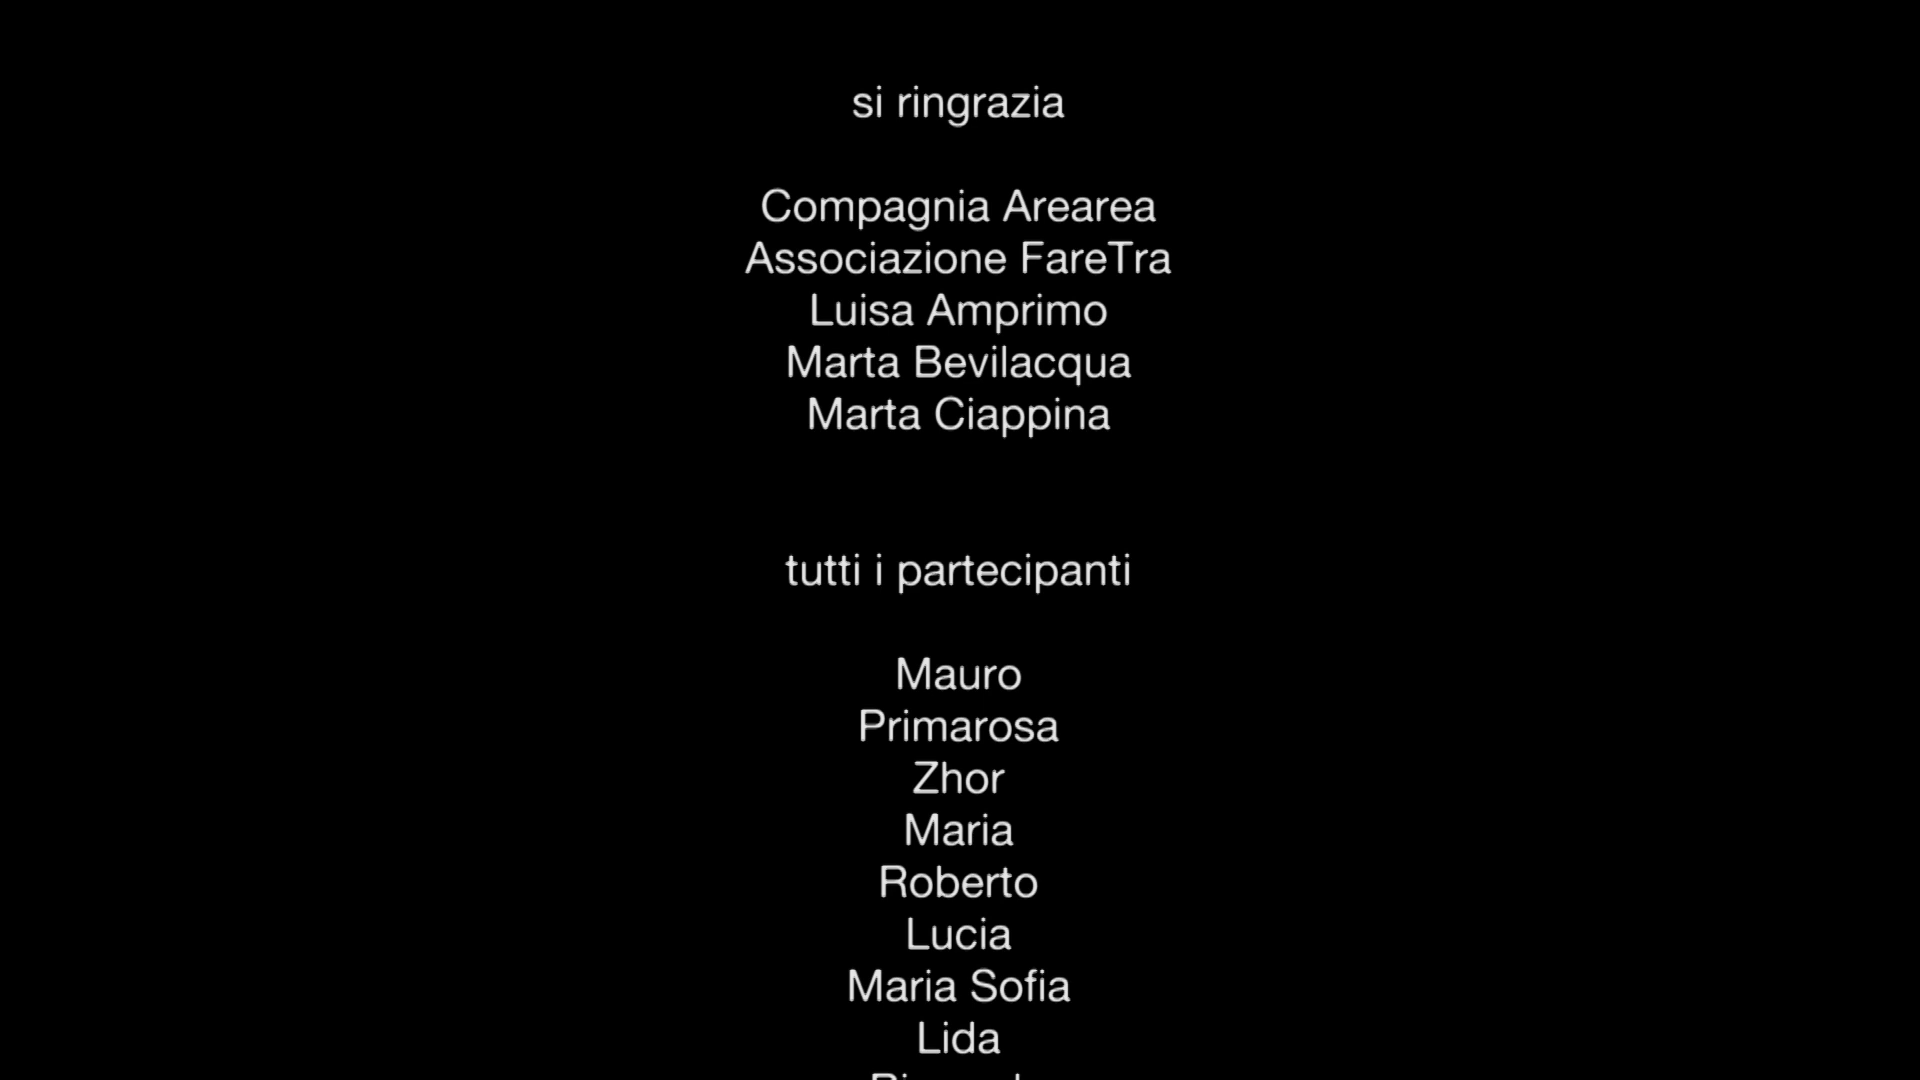 si ringrazia
Compagnia Arearea
Associazione FareTra
Luisa Amprimo
Marta Bevilacqua
Marta Ciappina
tutti i partecipanti
Mauro
Primarosa
Zhor
Maria
Roberto
Lucia
Maria Sofia
Lida